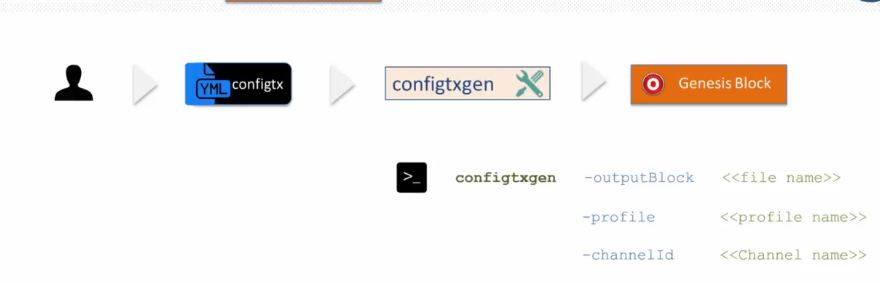 YML configtx
configtxgen
Genesis Block
>_ configtxgen -outputBlock <<file name>>
-profile <<profile name>>
-channelId <<Channel name>>